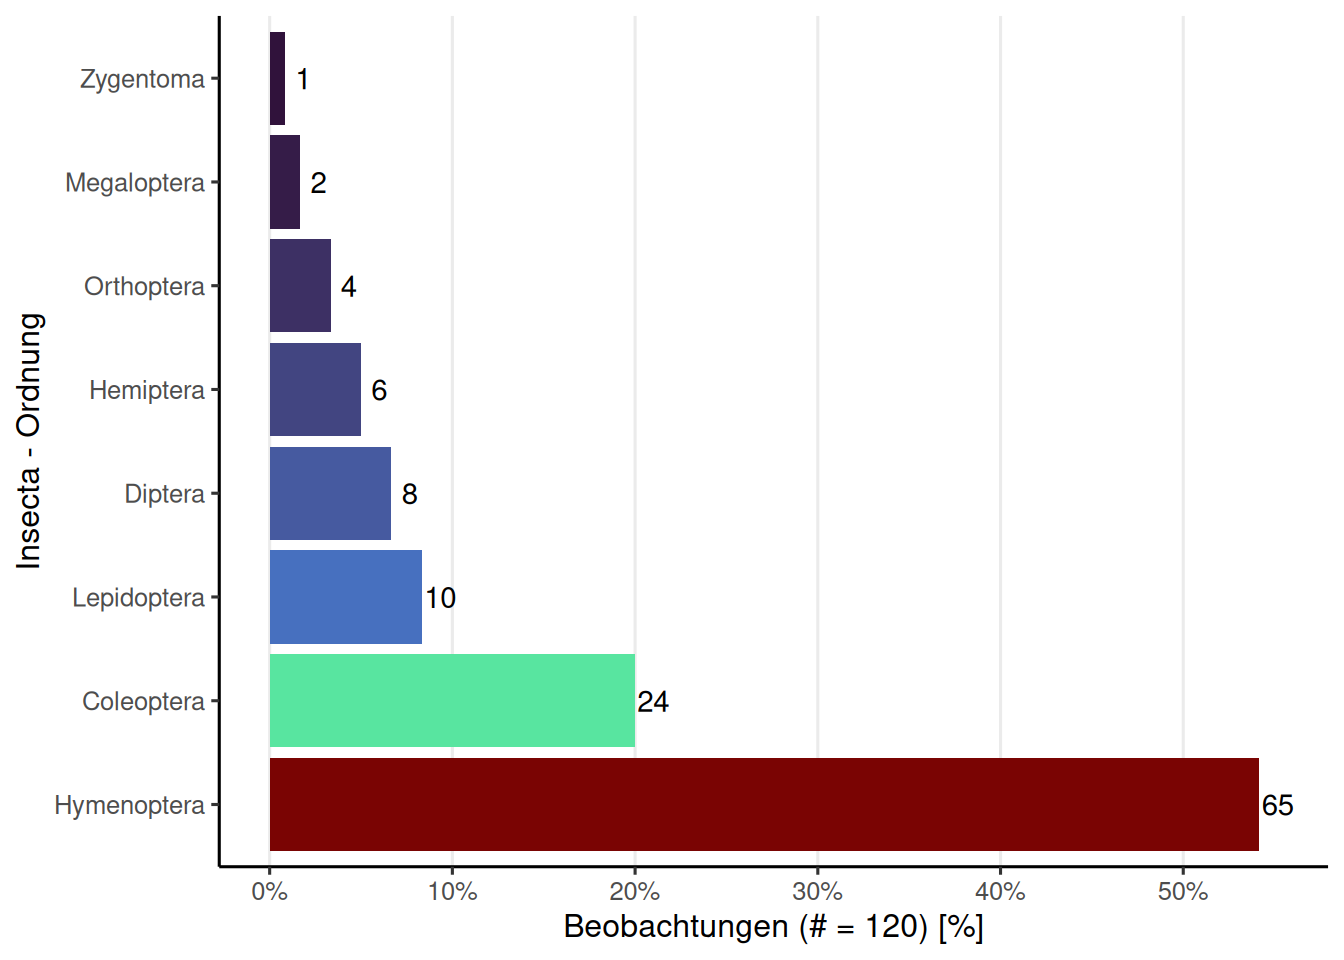 Insecta - Ordnung
Zygentoma 1
Megaloptera 2
Orthoptera 4
Hemiptera 6
Diptera 8
Lepidoptera 10
Coleoptera 24
Hymenoptera 65
0% 10% 20% 30% 40% 50%
Beobachtungen (# = 120) [%]